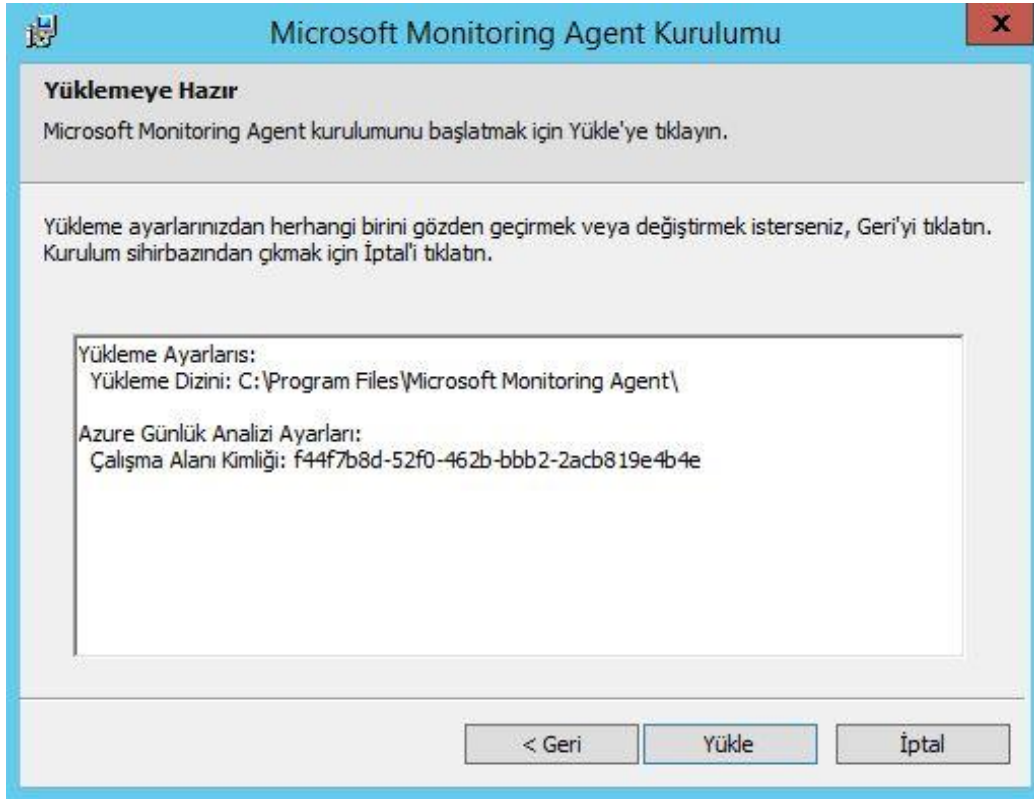 Microsoft Monitoring Agent Kurulumu
x
Yüklemeye Hazır
Microsoft Monitoring Agent kurulumunu başlatmak için Yükle'ye tıklayın.
Yükleme ayarlarınızdan herhangi birini gözden geçirmek veya değiştirmek isterseniz, Geri'yi tıklatın.
Kurulum sihirbazından çıkmak için İptal'i tıklatın.
Yükleme Ayarlarıs:
Yükleme Dizini: C:\Program Files\Microsoft Monitoring Agent\
Azure Günlük Analizi Ayarları:
Çalışma Alanı Kimliği: f44f7b8d-52f0-462b-bbb2-2acb819e4b4e
< Geri
Yükle
İptal